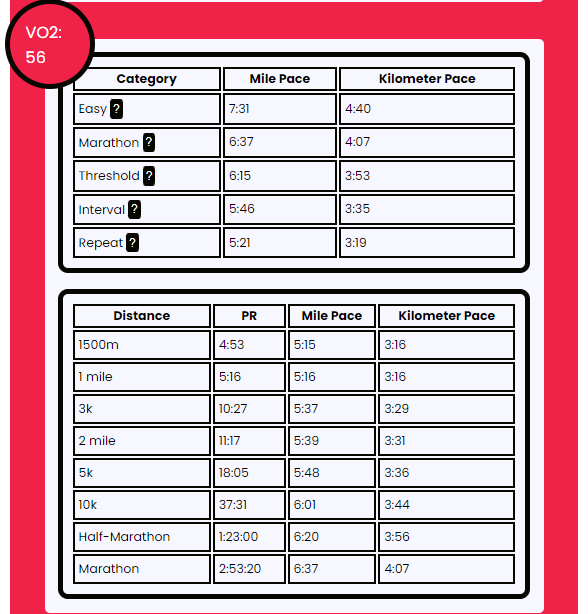 VO2:
56
Category Mile Pace Kilometer Pace
Easy ? 7:31 4:40
Marathon ? 6:37 4:07
Threshold ? 6:15 3:53
Interval ? 5:46 3:35
Repeat ? 5:21 3:19
Distance PR Mile Pace Kilometer Pace
1500m 4:53 5:15 3:16
1 mile 5:16 5:16 3:16
3k 10:27 5:37 3:29
2 mile 11:17 5:39 3:31
5k 18:05 5:48 3:36
10k 37:31 6:01 3:44
Half-Marathon 1:23:00 6:20 3:56
Marathon 2:53:20 6:37 4:07